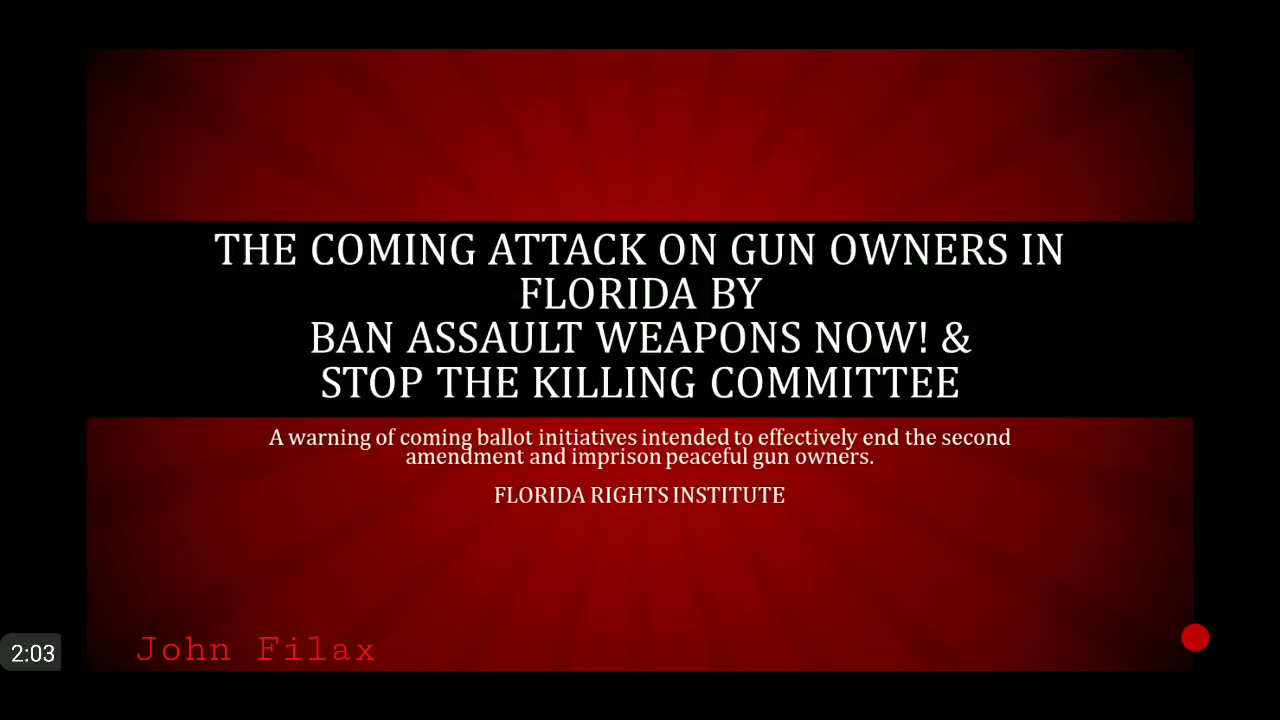 THE COMING ATTACK ON GUN OWNERS IN
FLORIDA BY
BAN ASSAULT WEAPONS NOW! &
STOP THE KILLING COMMITTEE
A warning of coming ballot initiatives intended to effectively end the second
amendment and imprison peaceful gun owners.
FLORIDA RIGHTS INSTITUTE
John Filax
2:03